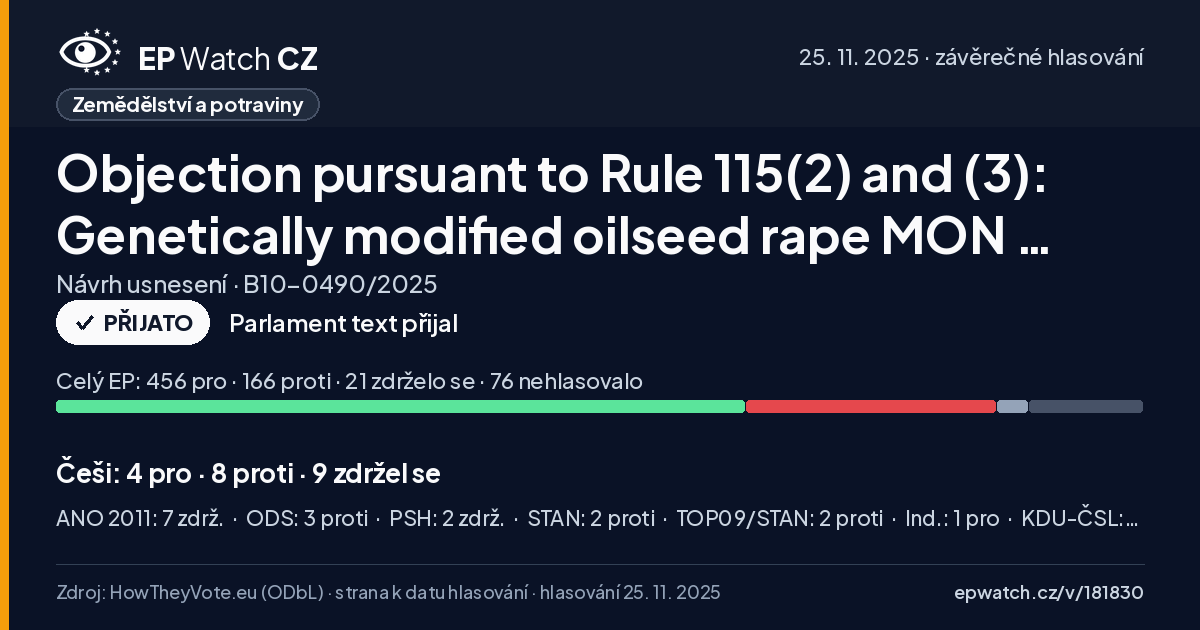 EP Watch CZ
25. 11. 2025 · závěrečné hlasování
Zemědělství a potraviny
Objection pursuant to Rule 115(2) and (3):
Genetically modified oilseed rape MON …
Návrh usnesení · B10-0490/2025
✓ PŘIJATO Parlament text přijal
Celý EP: 456 pro · 166 proti · 21 zdrželo se · 76 nehlasovalo
Češi: 4 pro · 8 proti · 9 zdržel se
ANO 2011: 7 zdrž. · ODS: 3 proti · PSH: 2 zdrž. · STAN: 2 proti · TOP09/STAN: 2 proti · Ind.: 1 pro · KDU-ČSL:…
Zdroj: HowTheyVote.eu (ODbL) · strana k datu hlasování · hlasování 25. 11. 2025
epwatch.cz/v/181830